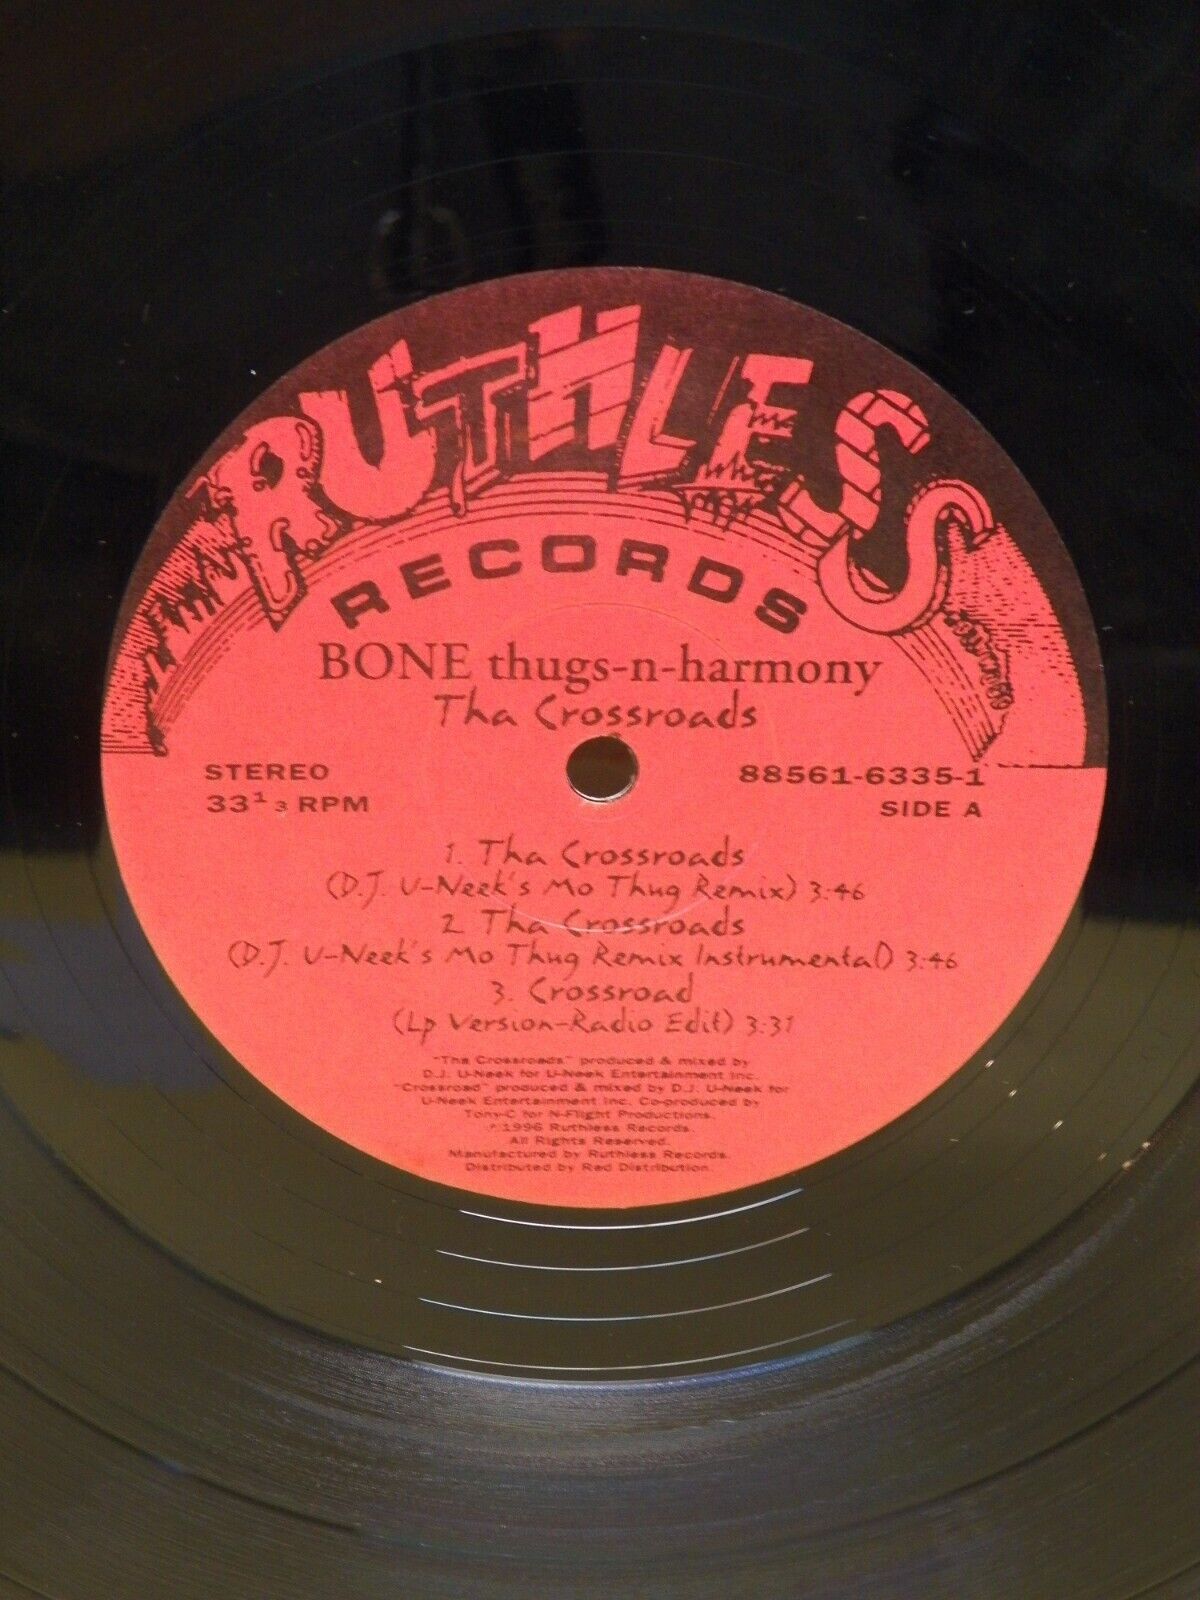 RUTHLESS
RECORDS
BONE thugs-n-harmony
Tha Crossroads
STEREO
33 1 3 RPM
88561-6335-1
SIDE A
1. Tha Crossroads
(D.J. U-Neek's Mo Thug Remix) 3:46
2 Tha Crossroads
(D.J. U-Neek's Mo Thug Remix Instrumental) 3:46
3. Crossroad
(Lp Version-Radio Edit) 3:31
"Tha Crossroads" produced & mixed by
D.J. U-Neek for U-Neek Entertainment Inc.
"Crossroad" produced & mixed by D.J. U-Neek for
U-Neek Entertainment Inc. Co-produced by
Tony-C for N-Flight Productions.
℗1996 Ruthless Records.
All Rights Reserved.
Manufactured by Ruthless Records.
Distributed by Red Distribution.